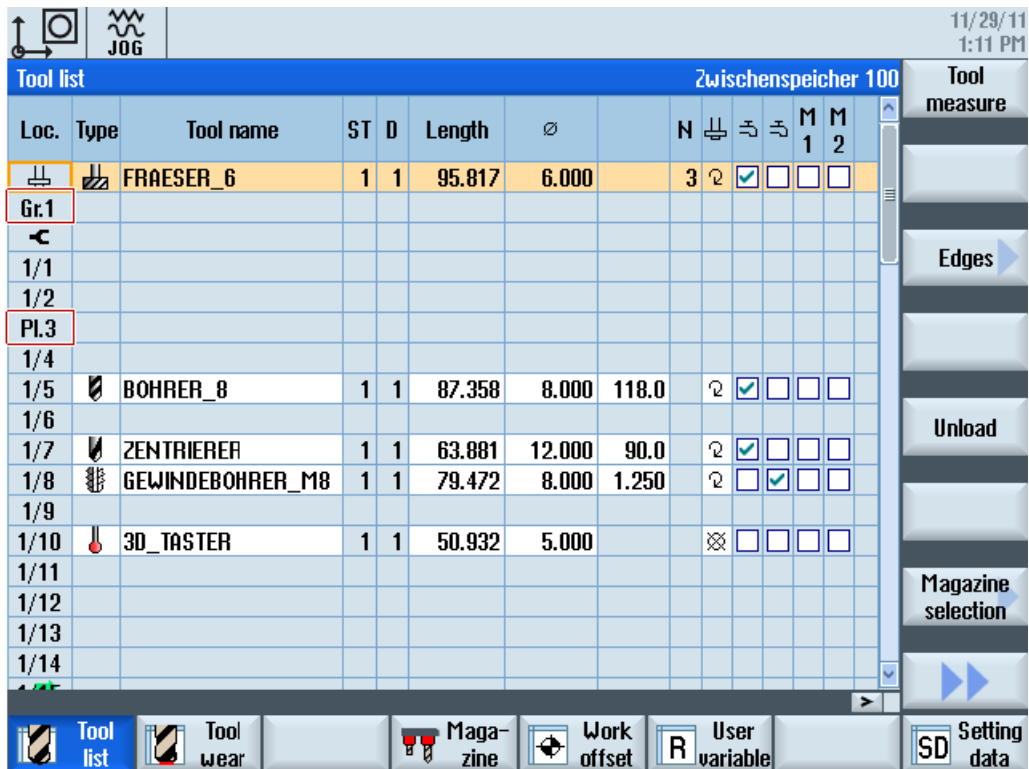 11/29/11
JOG
1:11 PM
Tool list Zwischenspeicher 100
Tool measure
Loc. Type Tool name ST D Length Ø N M 1 M 2
FRAESER_6 1 1 95.817 6.000 3
Gr.1
1/1
Edges
1/2
Pl.3
1/4
1/5 BOHRER_8 1 1 87.358 8.000 118.0
1/6
Unload
1/7 ZENTRIERER 1 1 63.881 12.000 90.0
1/8 GEWINDEBOHRER_M8 1 1 79.472 8.000 1.250
1/9
1/10 3D_TASTER 1 1 50.932 5.000
1/11
Magazine selection
1/12
1/13
1/14
>
Tool list
Tool wear
Maga-
zine
Work offset
R User variable
SD Setting data